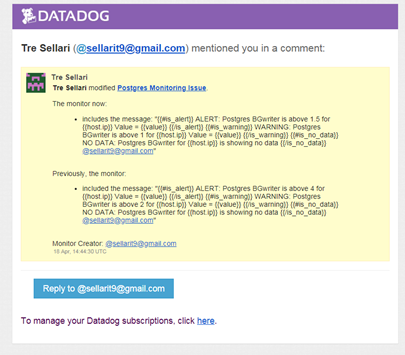 DATADOG
Tre Sellari (@sellarit9@gmail.com) mentioned you in a comment:
Tre Sellari
Tre Sellari modified Postgres Monitoring Issue.
The monitor now:
• includes the message: "{{#is_alert}} ALERT: Postgres BGwriter is above 1.5 for
{{host.ip}} Value = {{value}} {{/is_alert}} {{#is_warning}} WARNING: Postgres
BGwriter is above 1 for {{host.ip}} Value = {{value}} {{/is_warning}} {{#is_no_data}}
NO DATA: Postgres BGwriter for {{host.ip}} is showing no data {{/is_no_data}}
@sellarit9@gmail.com"
Previously, the monitor:
• included the message: "{{#is_alert}} ALERT: Postgres BGwriter is above 4 for
{{host.ip}} Value = {{value}} {{/is_alert}} {{#is_warning}} WARNING: Postgres
BGwriter is above 2 for {{host.ip}} Value = {{value}} {{/is_warning}} {{#is_no_data}}
NO DATA: Postgres BGwriter for {{host.ip}} is showing no data {{/is_no_data}}
@sellarit9@gmail.com"
Monitor Creator: @sellarit9@gmail.com
18 Apr, 14:44:30 UTC
Reply to @sellarit9@gmail.com
To manage your Datadog subscriptions, click here.